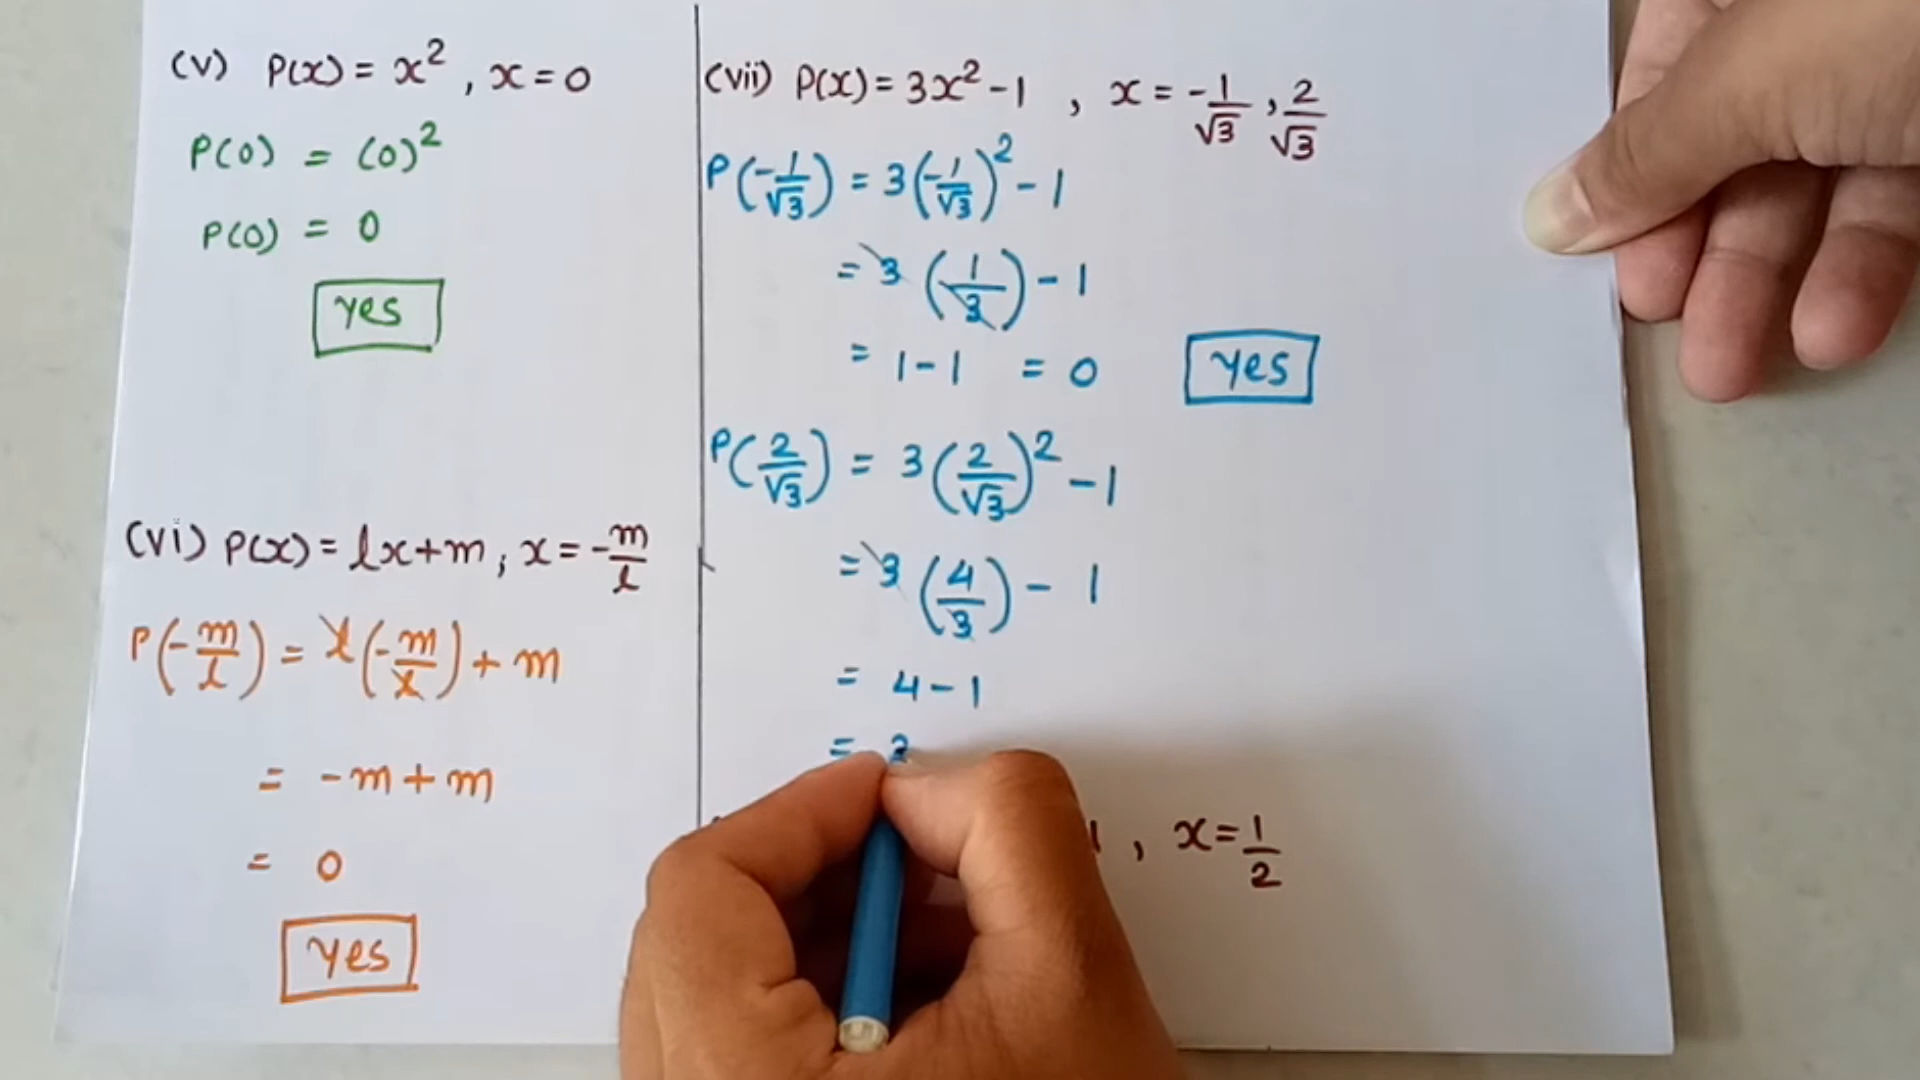 (v) P(x) = x² , x = 0
P(0) = (0)²
P(0) = 0
yes
(vi) P(x) = lx + m , x = -m/l
P(-m/l) = l(-m/l) + m
= -m + m
= 0
yes
(vii) P(x) = 3x² - 1 , x = -1/√3 , 2/√3
P(-1/√3) = 3(-1/√3)² - 1
= 3(1/3) - 1
= 1 - 1 = 0 yes
P(2/√3) = 3(2/√3)² - 1
= 3(4/3) - 1
= 4 - 1
= 3
1 , x = 1/2